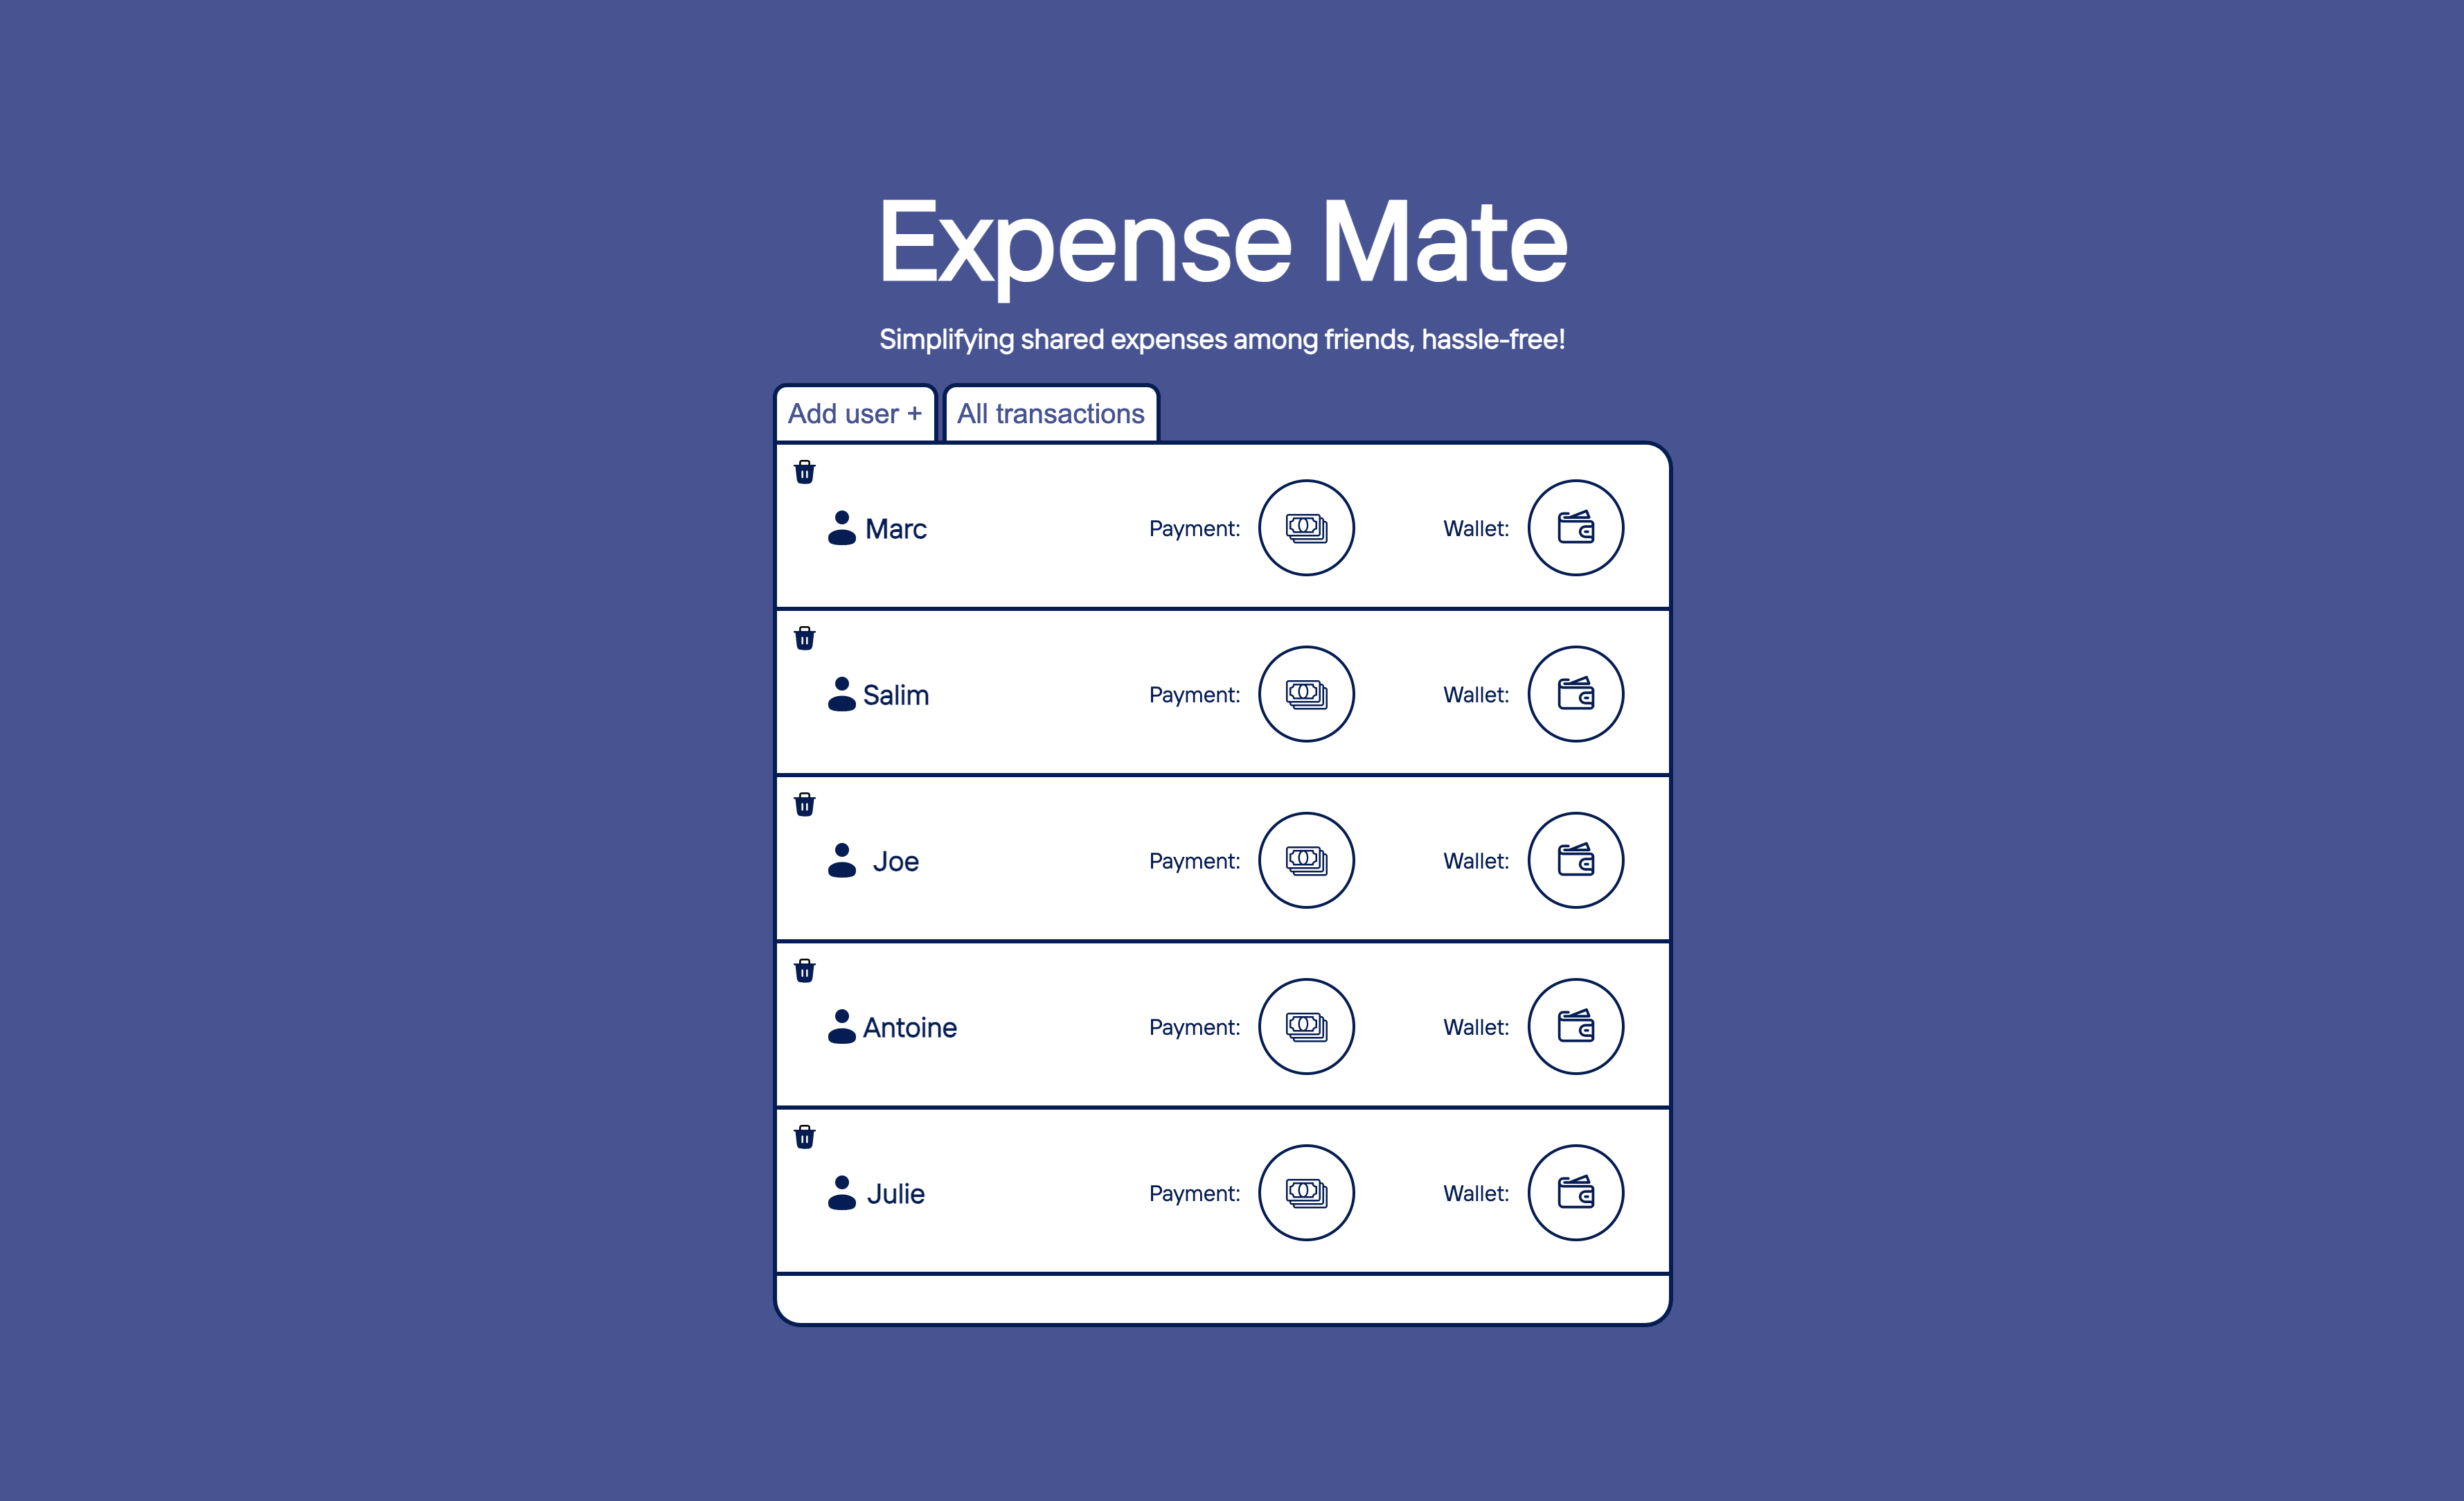 Expense Mate
Simplifying shared expenses among friends, hassle-free!
Add user + All transactions
Marc Payment: Wallet:
Salim Payment: Wallet:
Joe Payment: Wallet:
Antoine Payment: Wallet:
Julie Payment: Wallet: